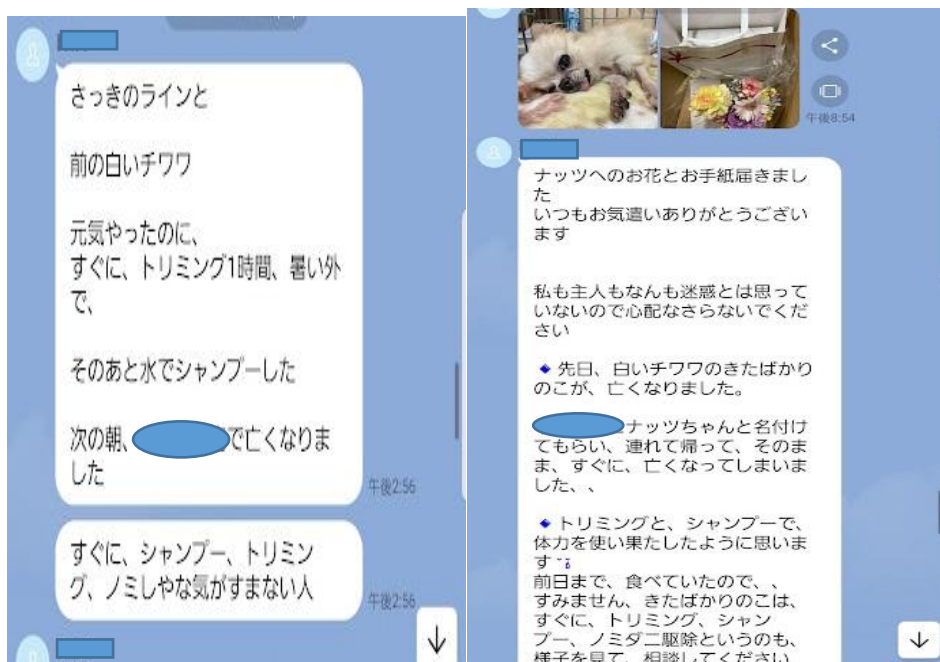 さっきのラインと
前の白いチワワ
元気やったのに、
すぐに、トリミング1時間、暑い外
で、
そのあと水でシャンプーした
次の朝、
で亡くなりま
した
午後2:56
すぐに、シャンプー、トリミン
グ、ノミしやな気がすまない人
午後2:56
午後8:54
ナッツへのお花とお手紙届きまし
た
いつもお気遣いありがとうござい
ます
私も主人もなんも迷惑とは思って
いないので心配なさらないでくだ
さい
🔹先日、白いチワワのきたばかり
のこが、亡くなりました。
ナッツちゃんと名付け
てもらい、連れて帰って、そのま
ま、すぐに、亡くなってしまいま
した、、
🔹トリミングと、シャンプーで、
体力を使い果たしたように思いま
す
前日まで、食べていたので、、
すみません、きたばかりのこは、
すぐに、トリミング、シャン
プー、ノミダニ駆除というのも、
様子を見て、相談してください